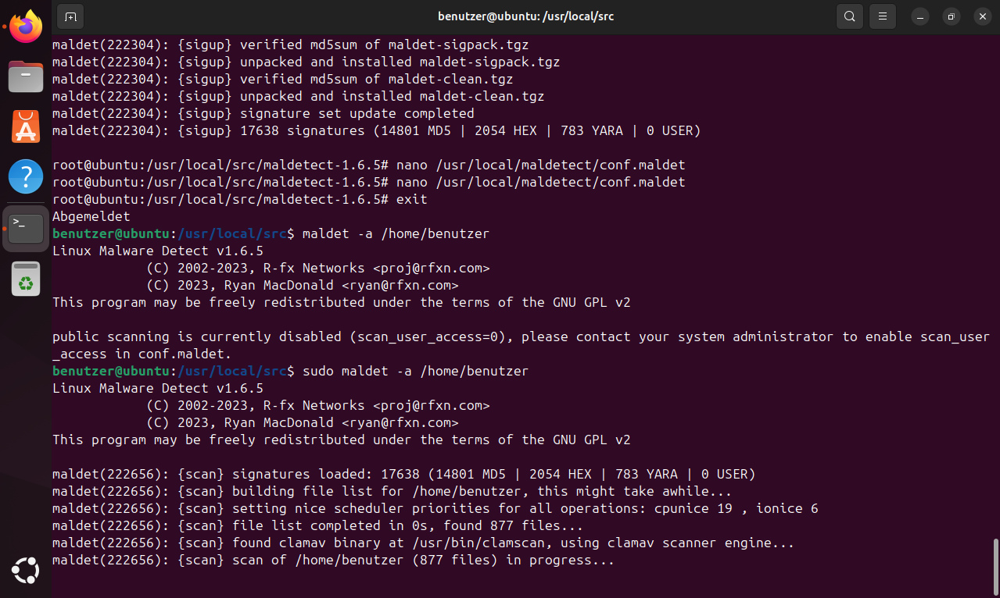 benutzer@ubuntu: /usr/local/src
maldet(222304): {sigup} verified md5sum of maldet-sigpack.tgz
maldet(222304): {sigup} unpacked and installed maldet-sigpack.tgz
maldet(222304): {sigup} verified md5sum of maldet-clean.tgz
maldet(222304): {sigup} unpacked and installed maldet-clean.tgz
maldet(222304): {sigup} signature set update completed
maldet(222304): {sigup} 17638 signatures (14801 MD5 | 2054 HEX | 783 YARA | 0 USER)
root@ubuntu:/usr/local/src/maldetect-1.6.5# nano /usr/local/maldetect/conf.maldet
root@ubuntu:/usr/local/src/maldetect-1.6.5# nano /usr/local/maldetect/conf.maldet
root@ubuntu:/usr/local/src/maldetect-1.6.5# exit
Abgemeldet
benutzer@ubuntu:/usr/local/src$ maldet -a /home/benutzer
Linux Malware Detect v1.6.5
(C) 2002-2023, R-fx Networks <proj@rfxn.com>
(C) 2023, Ryan MacDonald <ryan@rfxn.com>
This program may be freely redistributed under the terms of the GNU GPL v2
public scanning is currently disabled (scan_user_access=0), please contact your system administrator to enable scan_user
_access in conf.maldet.
benutzer@ubuntu:/usr/local/src$ sudo maldet -a /home/benutzer
Linux Malware Detect v1.6.5
(C) 2002-2023, R-fx Networks <proj@rfxn.com>
(C) 2023, Ryan MacDonald <ryan@rfxn.com>
This program may be freely redistributed under the terms of the GNU GPL v2
maldet(222656): {scan} signatures loaded: 17638 (14801 MD5 | 2054 HEX | 783 YARA | 0 USER)
maldet(222656): {scan} building file list for /home/benutzer, this might take awhile...
maldet(222656): {scan} setting nice scheduler priorities for all operations: cpunice 19 , ionice 6
maldet(222656): {scan} file list completed in 0s, found 877 files...
maldet(222656): {scan} found clamav binary at /usr/bin/clamscan, using clamav scanner engine...
maldet(222656): {scan} scan of /home/benutzer (877 files) in progress...